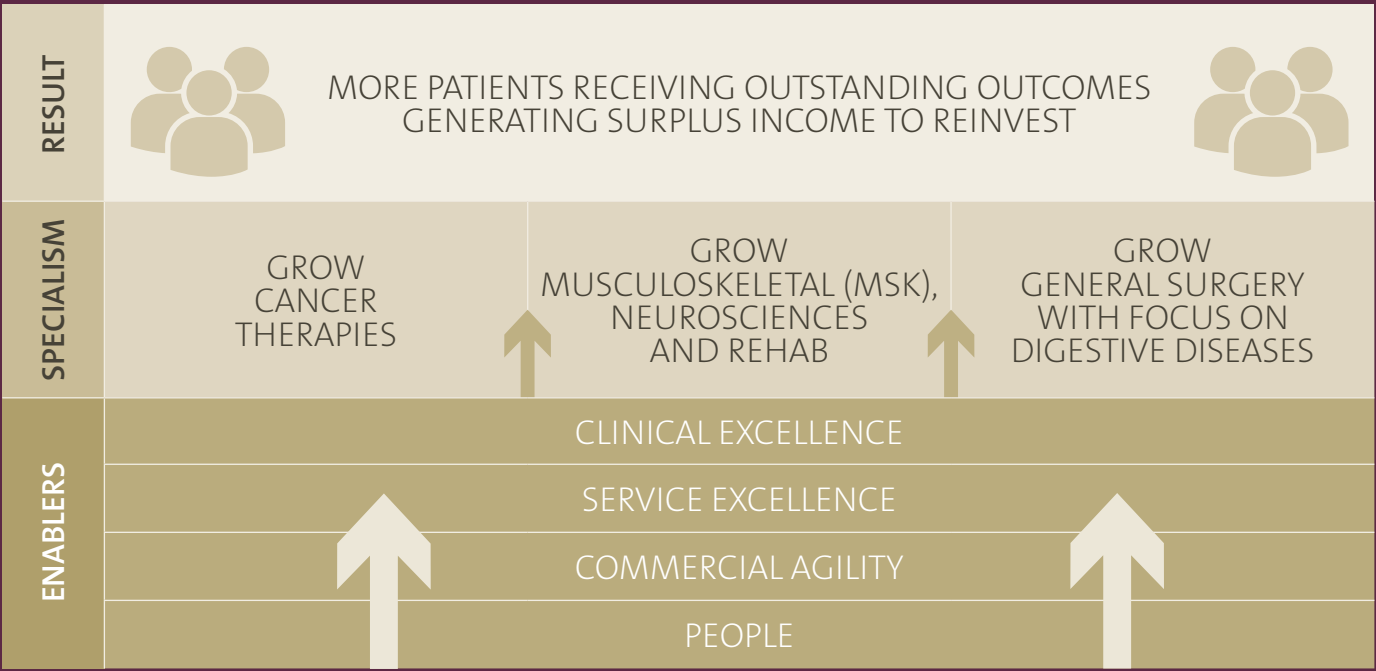 RESULT
MORE PATIENTS RECEIVING OUTSTANDING OUTCOMES
GENERATING SURPLUS INCOME TO REINVEST
SPECIALISM
GROW
CANCER
THERAPIES
GROW
MUSCULOSKELETAL (MSK),
NEUROSCIENCES
AND REHAB
GROW
GENERAL SURGERY
WITH FOCUS ON
DIGESTIVE DISEASES
ENABLERS
CLINICAL EXCELLENCE
SERVICE EXCELLENCE
COMMERCIAL AGILITY
PEOPLE